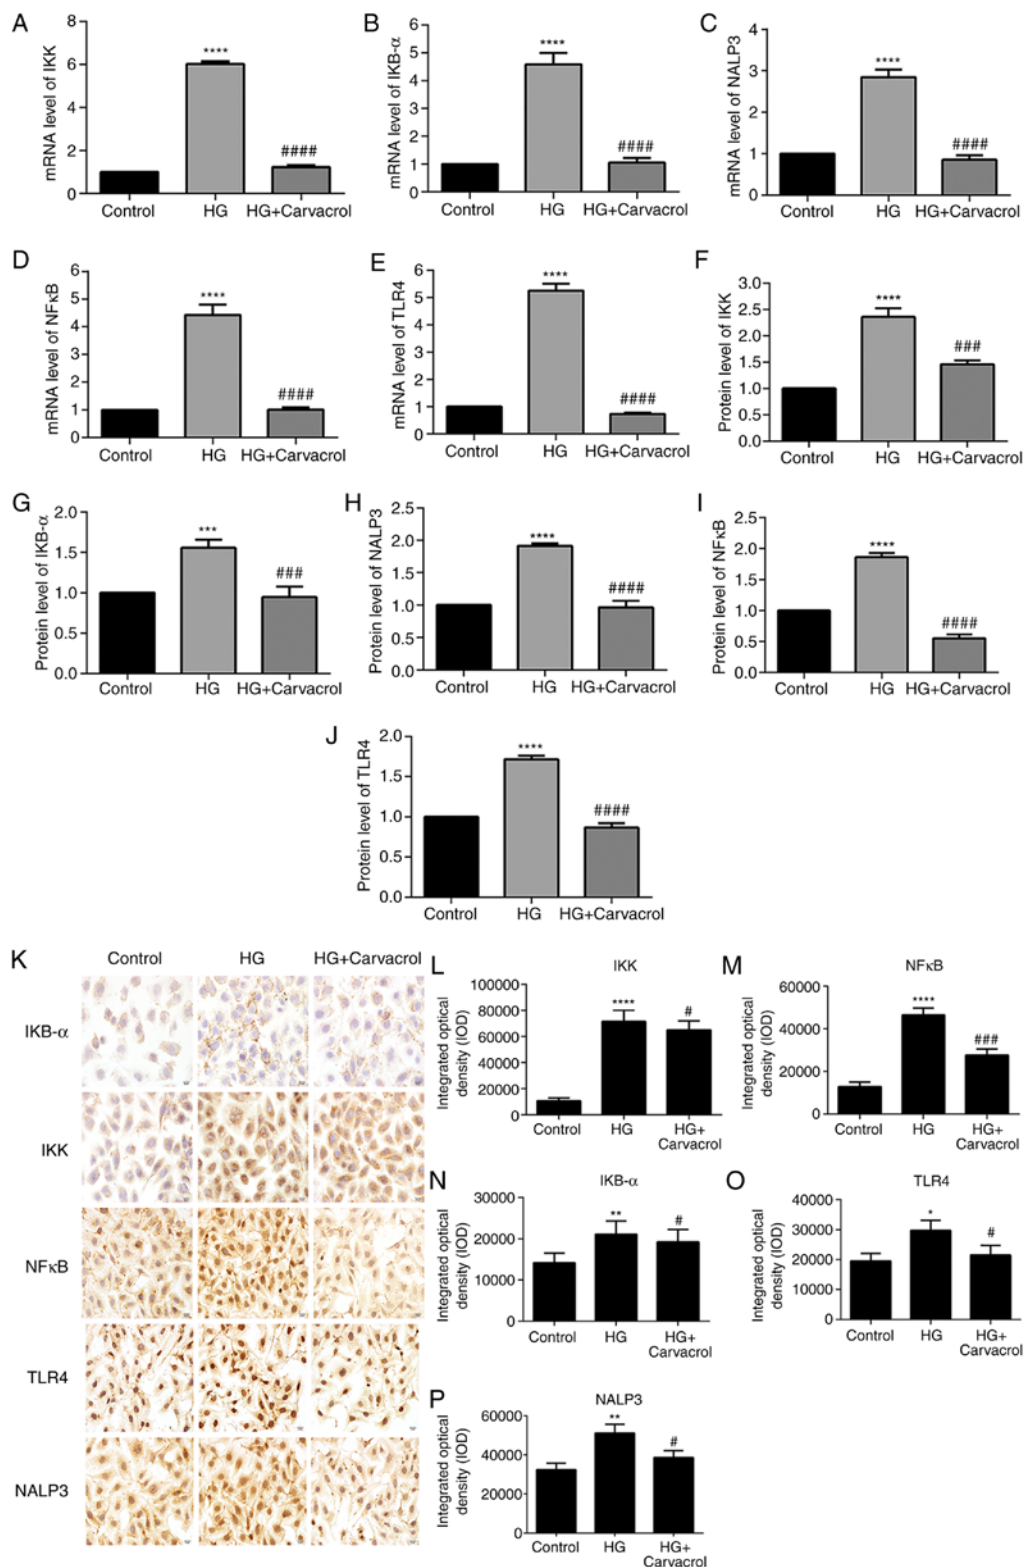 A
mRNA level of IKK
8
6
4
2
0
****
####
Control HG HG+Carvacrol
B
mRNA level of IKB-α
6
5
4
3
2
1
0
****
####
Control HG HG+Carvacrol
C
mRNA level of NALP3
4
3
2
1
0
****
####
Control HG HG+Carvacrol
D
mRNA level of NFκB
6
5
4
3
2
1
0
****
####
Control HG HG+Carvacrol
E
mRNA level of TLR4
6
5
4
3
2
1
0
****
####
Control HG HG+Carvacrol
F
Protein level of IKK
3.0
2.5
2.0
1.5
1.0
0.5
0.0
****
###
Control HG HG+Carvacrol
G
Protein level of IKB-α
2.0
1.5
1.0
0.5
0.0
***
###
Control HG HG+Carvacrol
H
Protein level of NALP3
2.5
2.0
1.5
1.0
0.5
0.0
****
####
Control HG HG+Carvacrol
I
Protein level of NFκB
2.5
2.0
1.5
1.0
0.5
0.0
****
####
Control HG HG+Carvacrol
J
Protein level of TLR4
2.0
1.5
1.0
0.5
0.0
****
####
Control HG HG+Carvacrol
K
Control HG HG+Carvacrol
IKB-α
IKK
NFκB
TLR4
NALP3
L
IKK
Integrated optical
density (IOD)
100000
80000
60000
40000
20000
0
****
#
Control HG HG+
Carvacrol
M
NFκB
Integrated optical
density (IOD)
60000
40000
20000
0
****
###
Control HG HG+
Carvacrol
N
IKB-α
Integrated optical
density (IOD)
30000
20000
10000
0
**
#
Control HG HG+
Carvacrol
O
TLR4
Integrated optical
density (IOD)
40000
30000
20000
10000
0
*
#
Control HG HG+
Carvacrol
P
NALP3
Integrated optical
density (IOD)
60000
40000
20000
0
**
#
Control HG HG+
Carvacrol